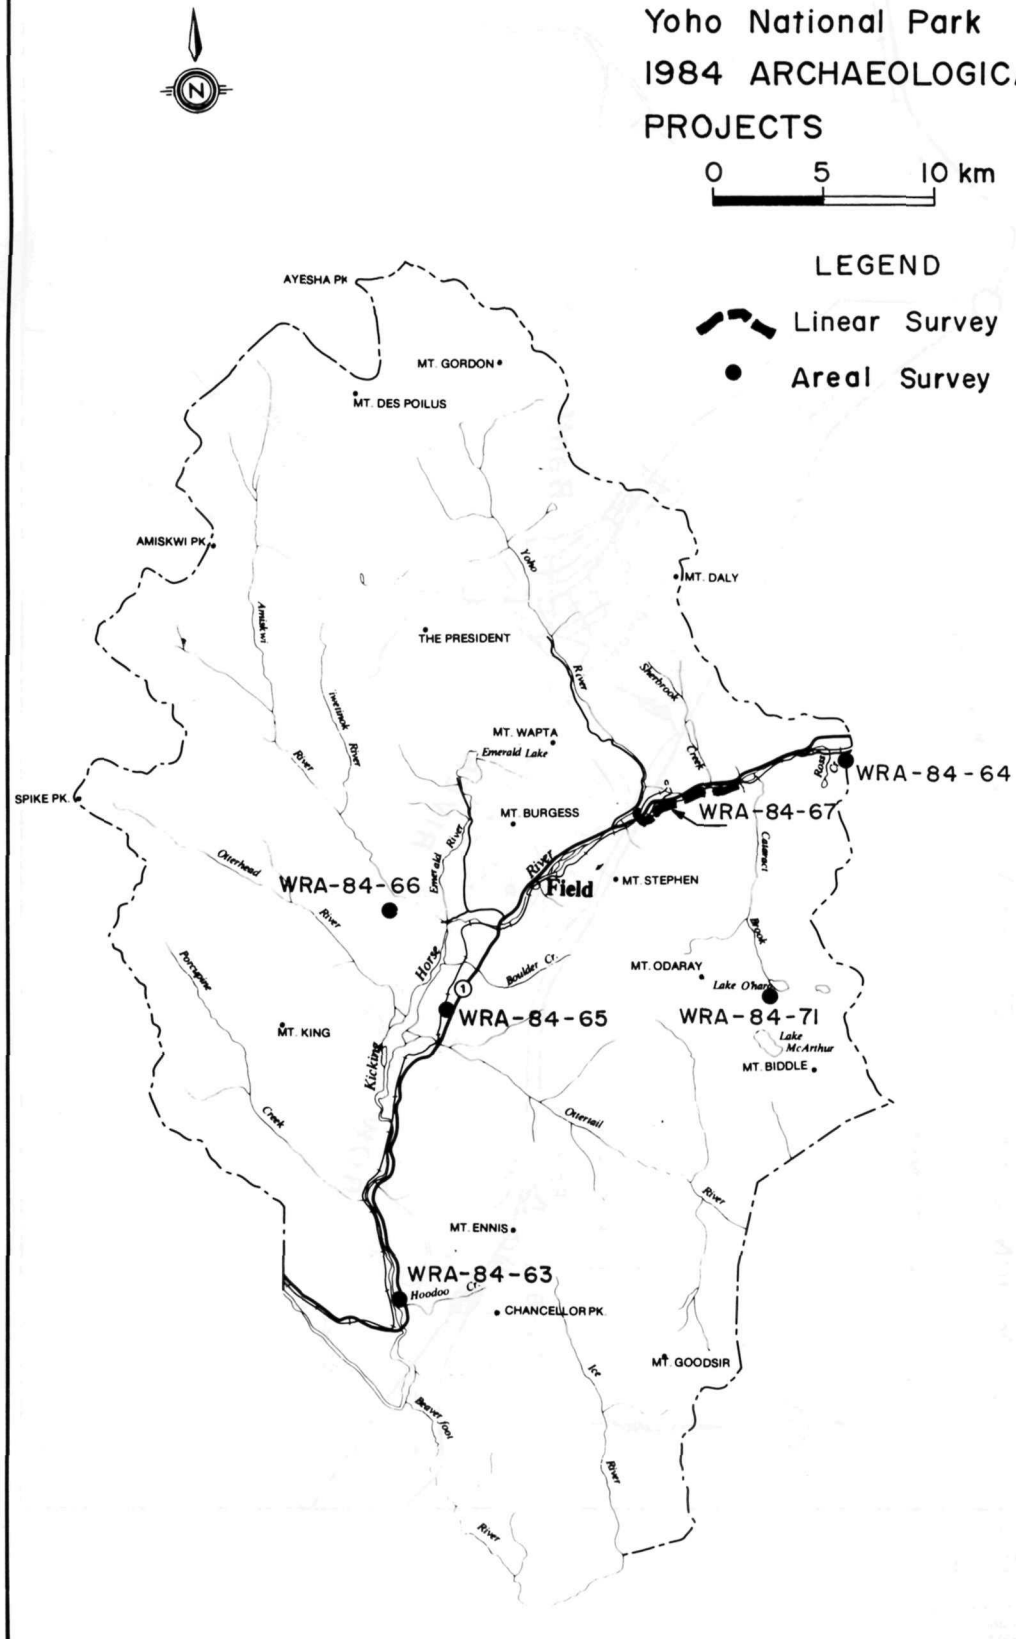 N
Yoho National Park
1984 ARCHAEOLOGICA
PROJECTS
0 5 10 km
LEGEND
Linear Survey
Areal Survey
AYESHA PK
MT. GORDON
MT. DES POILUS
AMISKWI PK.
Yoho
MT. DALY
Amiskwi
THE PRESIDENT
River
Sherbrook
iwetinok
River
MT. WAPTA
Emerald Lake
Creek
River
Ross
Cr.
WRA-84-64
SPIKE PK.
MT. BURGESS
WRA-84-67
River
Emerald
Cataract
River
Otterhead
Field
MT. STEPHEN
WRA-84-66
River
Brook
Horse
Porcupine
Boulder Cr.
MT. ODARAY
Lake O'hara
1
WRA-84-65
WRA-84-71
MT. KING
Lake
McArthur
Kicking
MT. BIDDLE
Creek
Ottertail
River
MT. ENNIS
WRA-84-63
Hoodoo Cr.
CHANCELLOR PK.
Ice
MT. GOODSIR
Beaverfoot
River
River